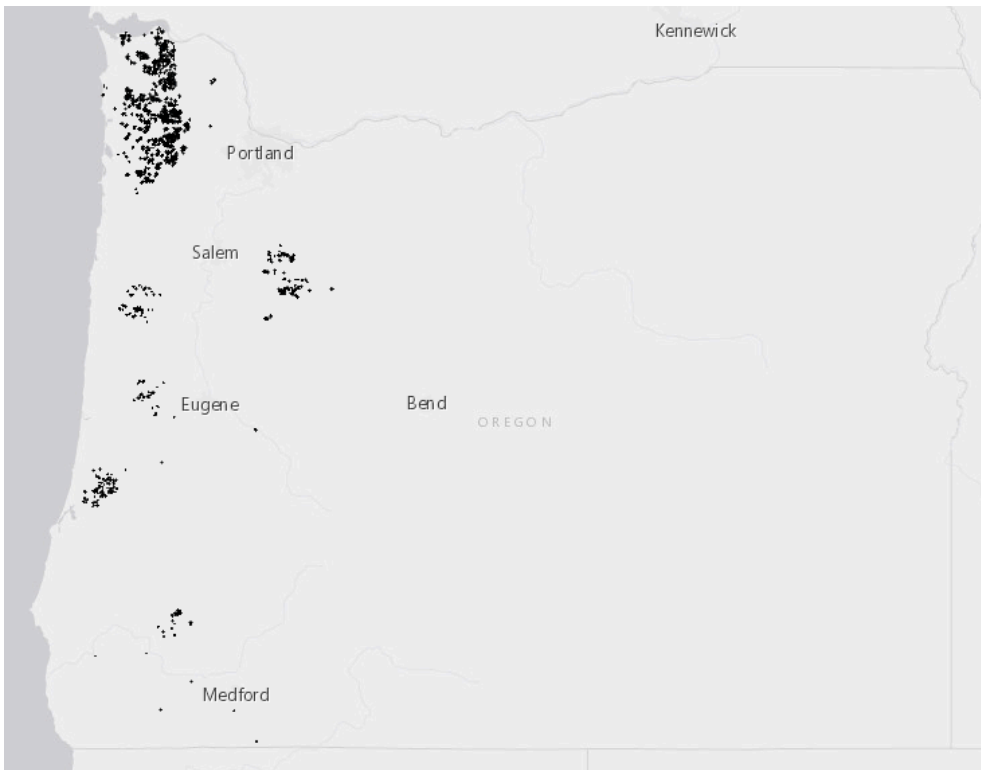 Kennewick
Portland
Salem
Eugene
Bend
OREGON
Medford